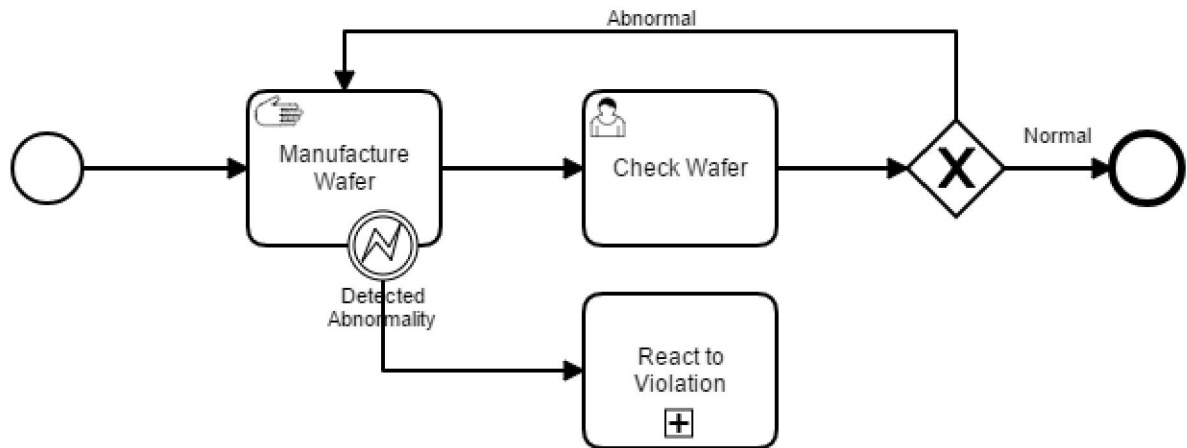 Abnormal
Manufacture
Wafer
Check Wafer
X
Normal
Detected
Abnormality
React to
Violation